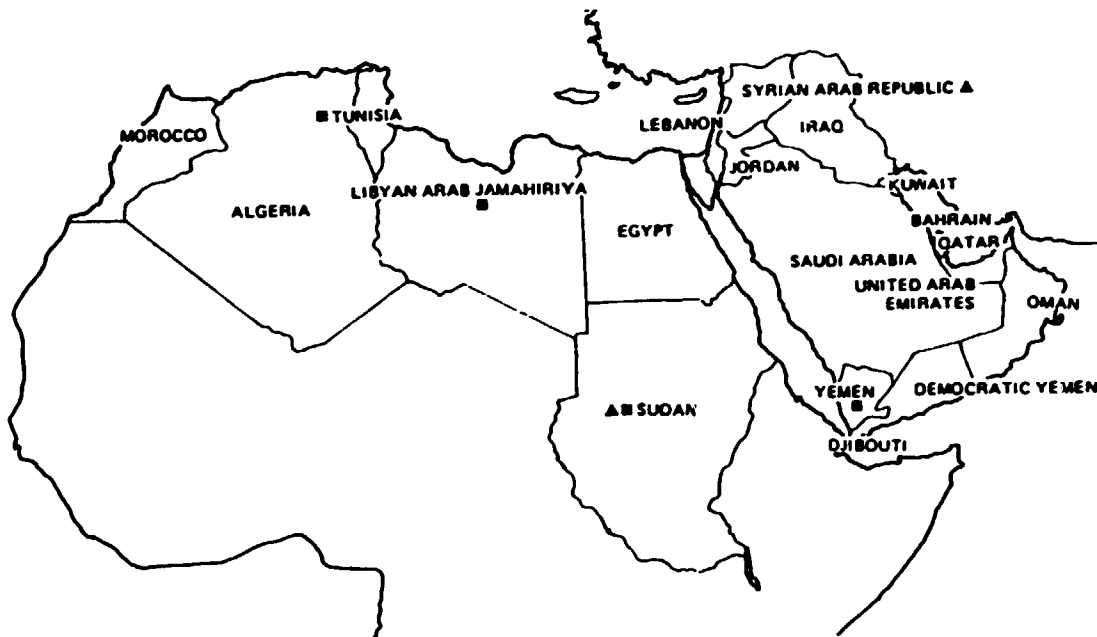 SYRIAN ARAB REPUBLIC ▲
■ TUNISIA
LEBANON
IRAQ
MOROCCO
JORDAN
KUWAIT
LIBYAN ARAB JAMAHIRIYA
■
ALGERIA
BAHRAIN
EGYPT
QATAR
SAUDI ARABIA
UNITED ARAB
EMIRATES
OMAN
YEMEN
■
DEMOCRATIC YEMEN
▲■ SUDAN
DJIBOUTI